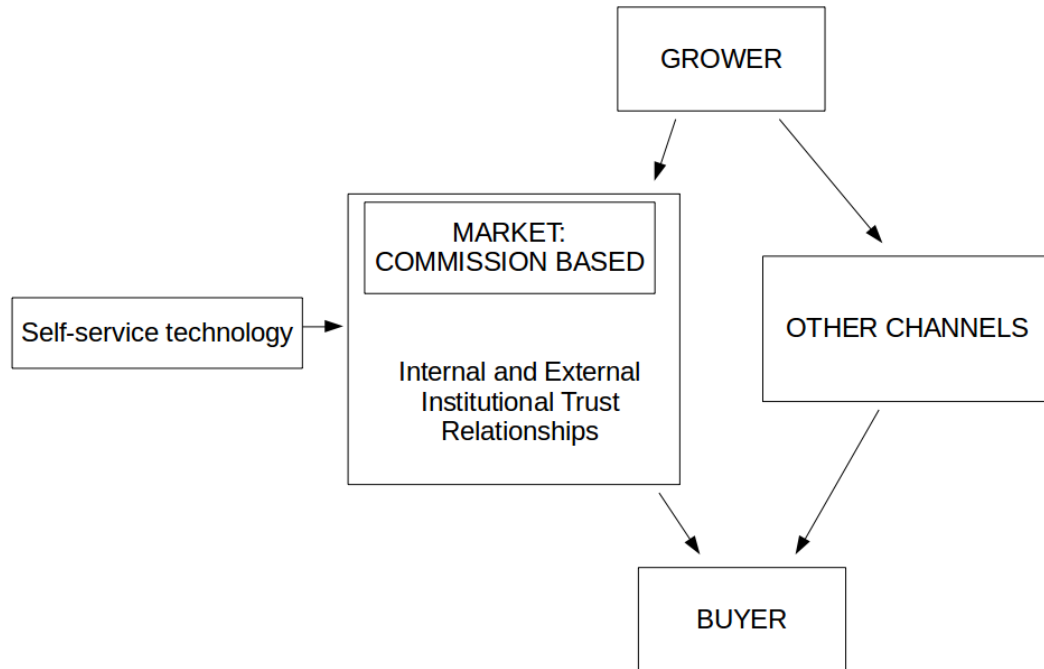 GROWER
MARKET:
COMMISSION BASED
Self-service technology
OTHER CHANNELS
Internal and External
Institutional Trust
Relationships
BUYER